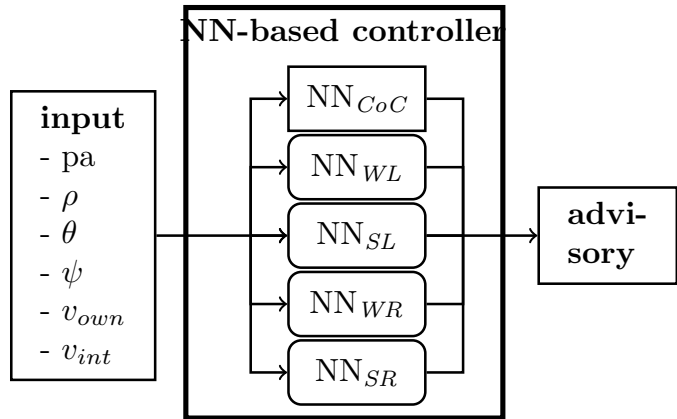 NN-based controller
input
- pa
- ρ
- θ
- ψ
- v_own
- v_int
NN_CoC
NN_WL
NN_SL
NN_WR
NN_SR
advi-
sory